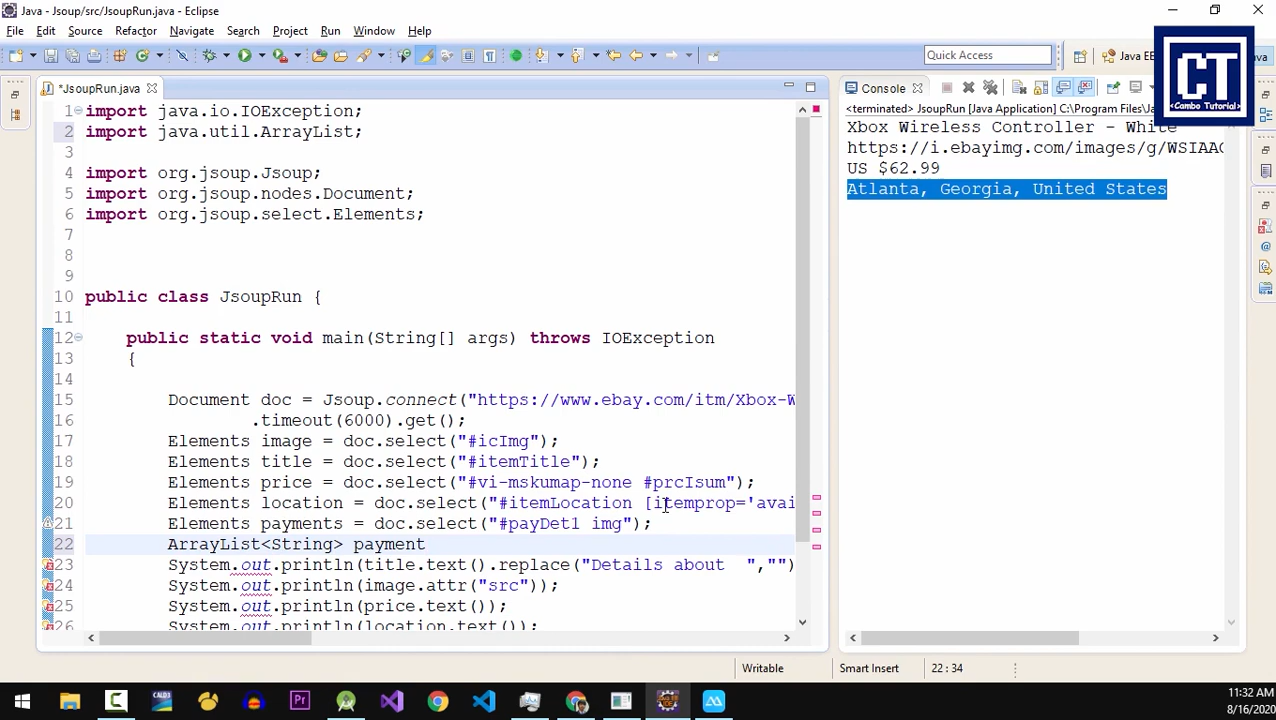 Java - Jsoup/src/JsoupRun.java - Eclipse
File Edit Source Refactor Navigate Search Project Run Window Help
Quick Access
Java EE
Java
CT
<Cambo Tutorial>
*JsoupRun.java
Console
<terminated> JsoupRun [Java Application] C:\Program Files\Ja
1 import java.io.IOException;
2 import java.util.ArrayList;
3
4 import org.jsoup.Jsoup;
5 import org.jsoup.nodes.Document;
6 import org.jsoup.select.Elements;
7
8
9
10 public class JsoupRun {
11
12 public static void main(String[] args) throws IOException
13 {
14
15 Document doc = Jsoup.connect("https://www.ebay.com/itm/Xbox-W
16 .timeout(6000).get();
17 Elements image = doc.select("#icImg");
18 Elements title = doc.select("#itemTitle");
19 Elements price = doc.select("#vi-mskumap-none #prcIsum");
20 Elements location = doc.select("#itemLocation [itemprop='avai
21 Elements payments = doc.select("#payDet1 img");
22 ArrayList<String> payment
23 System.out.println(title.text().replace("Details about  ","")
24 System.out.println(image.attr("src"));
25 System.out.println(price.text());
26 System.out.println(location.text());
Xbox Wireless Controller - White
https://i.ebayimg.com/images/g/WSIAAO
US $62.99
Atlanta, Georgia, United States
Writable
Smart Insert
22 : 34
CALD3
Pr
11:32 AM
8/16/2020